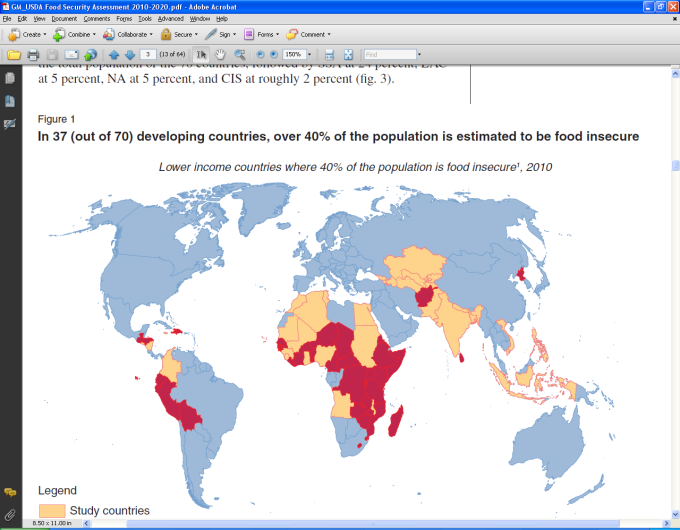 GM_USDA Food Security Assessment 2010-2020.pdf - Adobe Acrobat
File Edit View Document Comments Forms Tools Advanced Window Help
Create Combine Collaborate Secure Sign Forms Comment
3 (13 of 64) 150% Find
the total population of the 70 countries, followed by SSA at 24 percent, LAC
at 5 percent, NA at 5 percent, and CIS at roughly 2 percent (fig. 3).
Figure 1
In 37 (out of 70) developing countries, over 40% of the population is estimated to be food insecure
Lower income countries where 40% of the population is food insecure¹, 2010
Legend
Study countries
8.50 x 11.00 in